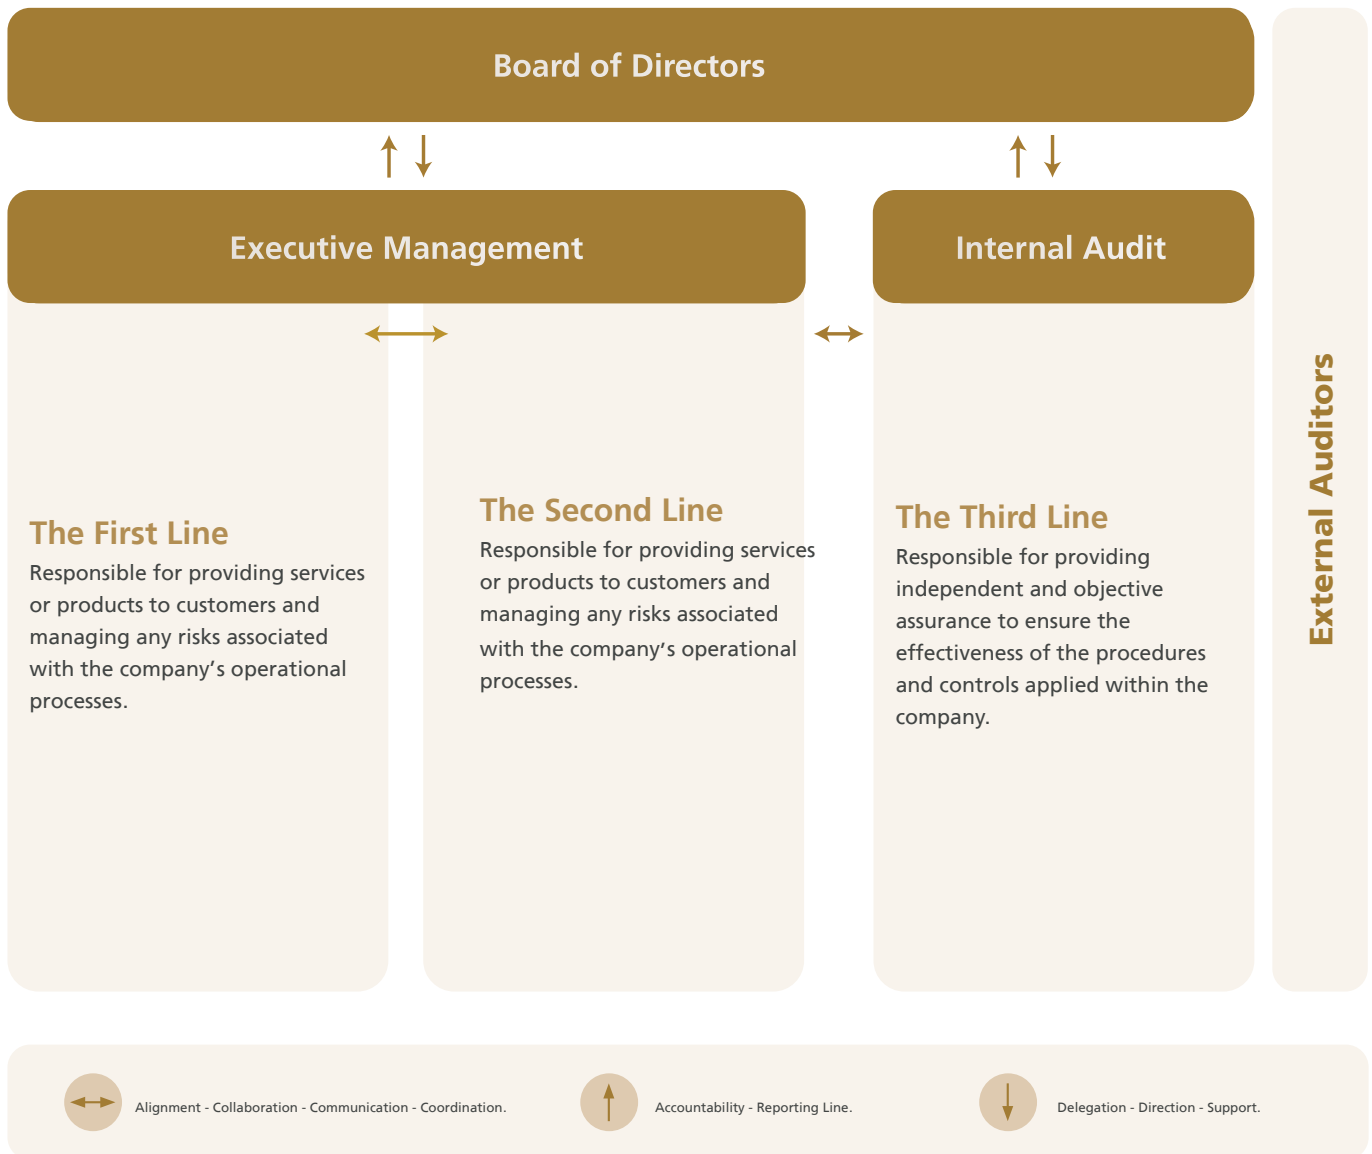 Board of Directors
Executive Management
Internal Audit
The First Line
Responsible for providing services
or products to customers and
managing any risks associated
with the company’s operational
processes.
The Second Line
Responsible for providing services
or products to customers and
managing any risks associated
with the company’s operational
processes.
The Third Line
Responsible for providing
independent and objective
assurance to ensure the
effectiveness of the procedures
and controls applied within the
company.
External Auditors
Alignment - Collaboration - Communication - Coordination.
Accountability - Reporting Line.
Delegation - Direction - Support.